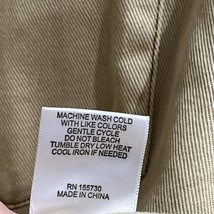 MACHINE WASH COLD
WITH LIKE COLORS
GENTLE CYCLE
DO NOT BLEACH
TUMBLE DRY LOW HEAT
COOL IRON IF NEEDED
RN 155730
MADE IN CHINA